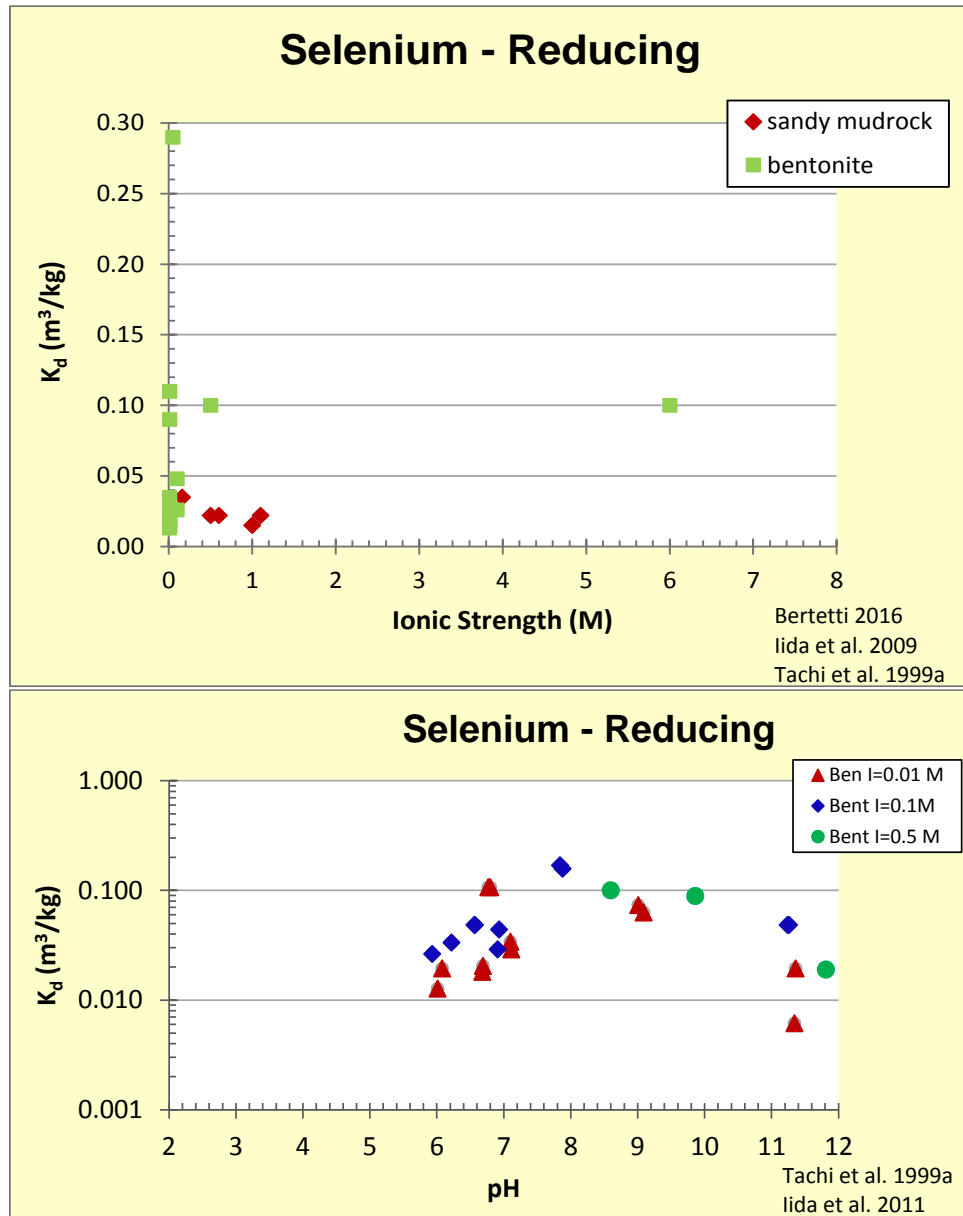 Selenium - Reducing
sandy mudrock
bentonite
0.30
0.25
0.20
0.15
0.10
0.05
0.00
K_d (m³/kg)
0 1 2 3 4 5 6 7 8
Ionic Strength (M)
Bertetti 2016
Iida et al. 2009
Tachi et al. 1999a
Selenium - Reducing
Ben I=0.01 M
Bent I=0.1M
Bent I=0.5 M
1.000
0.100
0.010
0.001
K_d (m³/kg)
2 3 4 5 6 7 8 9 10 11 12
pH
Tachi et al. 1999a
Iida et al. 2011